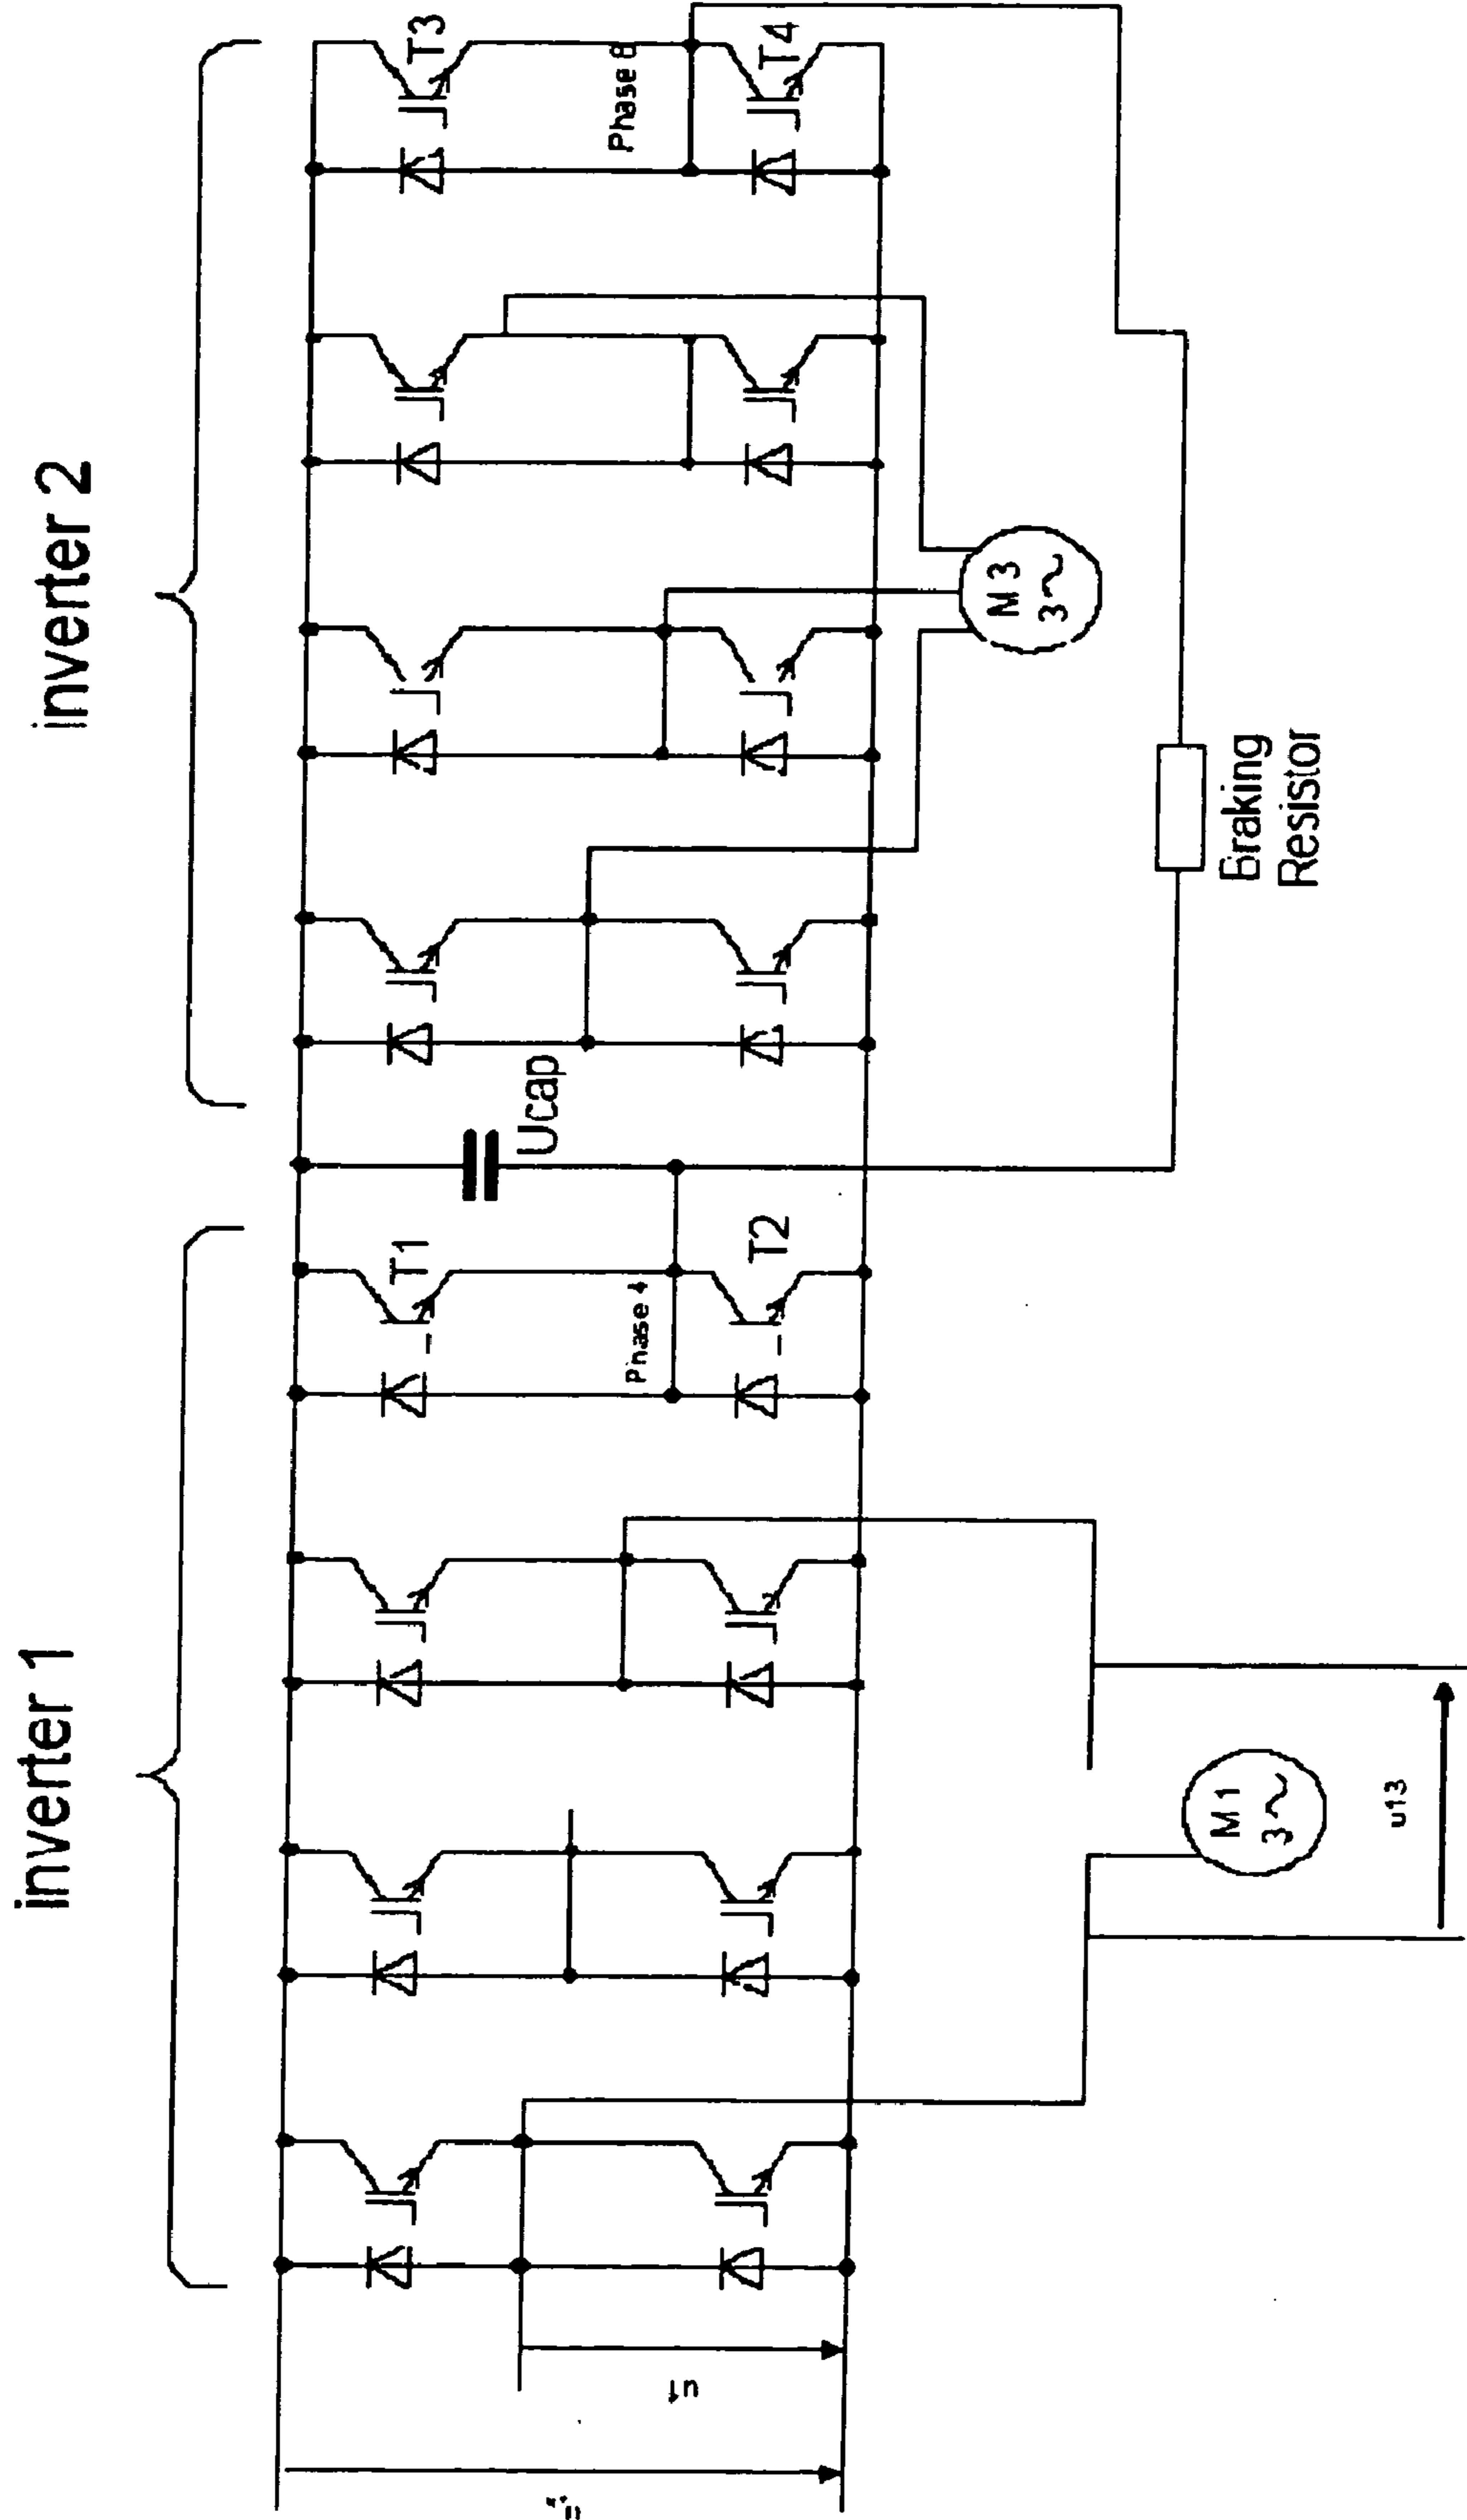 inverter 1
inverter 2
T1
T3
Phase 4
Ucap
Phase 8
T2
T4
u1
M3
3~
M1
3~
Braking
Resistor
u13